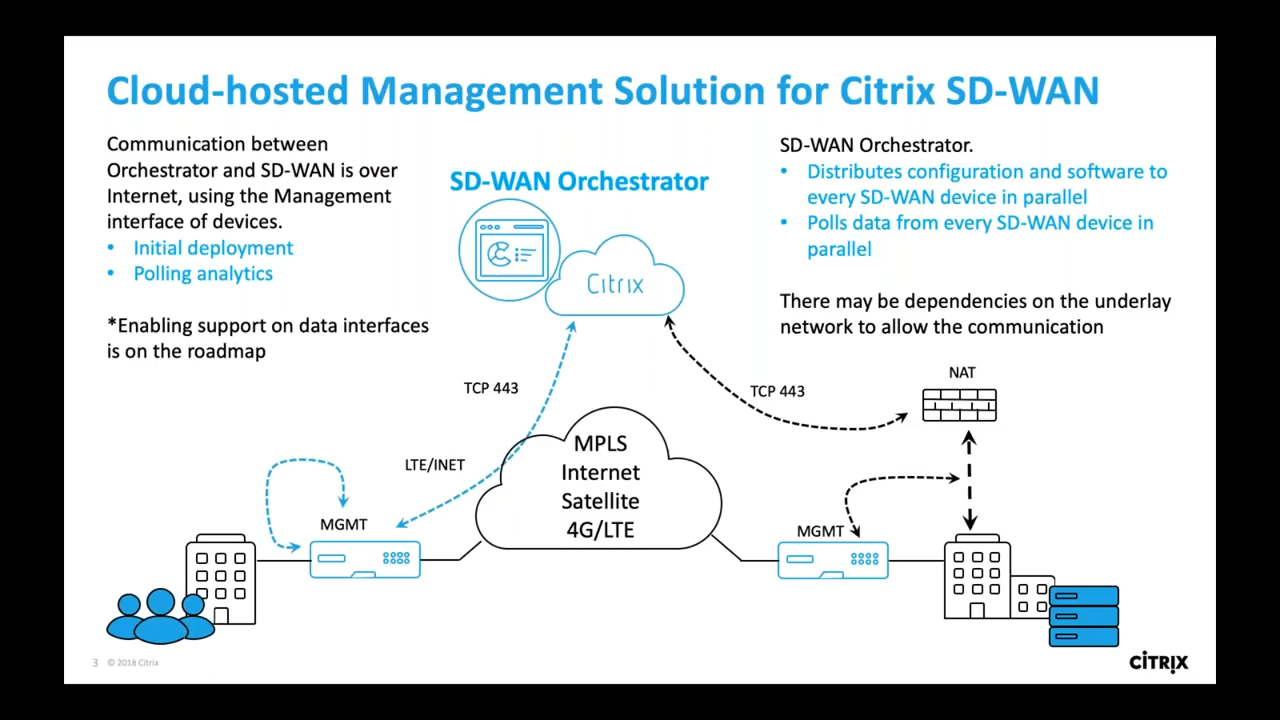 Cloud-hosted Management Solution for Citrix SD-WAN
Communication between
Orchestrator and SD-WAN is over
Internet, using the Management
interface of devices.
• Initial deployment
• Polling analytics
*Enabling support on data interfaces
is on the roadmap
SD-WAN Orchestrator
Citrix
SD-WAN Orchestrator.
• Distributes configuration and software to
every SD-WAN device in parallel
• Polls data from every SD-WAN device in
parallel
There may be dependencies on the underlay
network to allow the communication
TCP 443
TCP 443
NAT
LTE/INET
MPLS
Internet
Satellite
4G/LTE
MGMT
MGMT
3 © 2018 Citrix
CITRIX